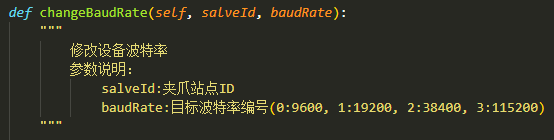 def changeBaudRate(self, salveId, baudRate):
"""
修改设备波特率
参数说明：
salveId:夹爪站点ID
baudRate:目标波特率编号(0:9600, 1:19200, 2:38400, 3:115200)
"""